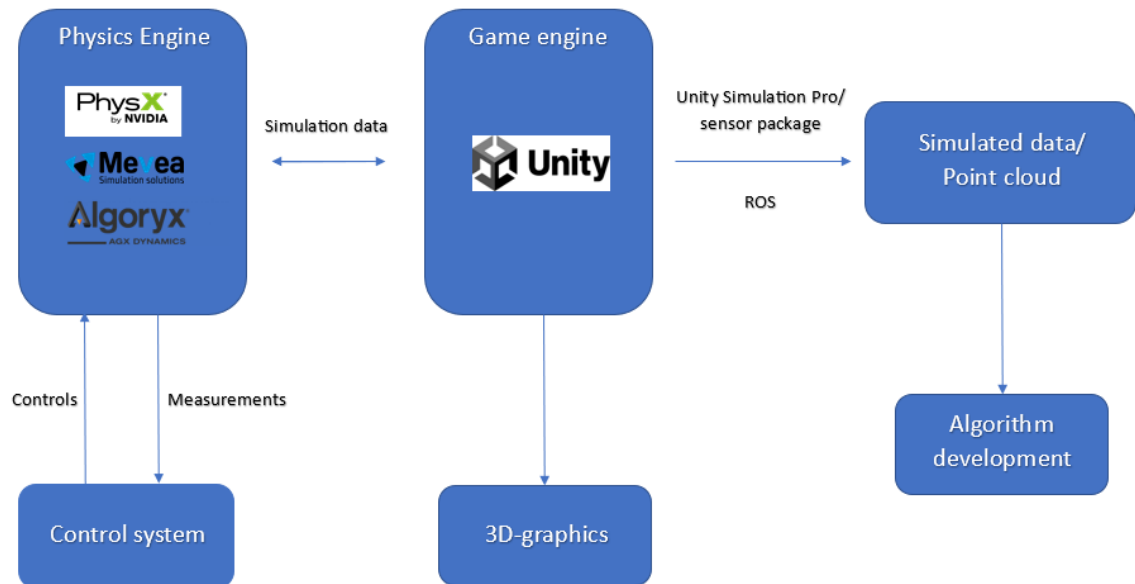 Physics Engine
PhysX®
by NVIDIA
Mevea
Simulation solutions
Algoryx®
AGX DYNAMICS
Simulation data
Game engine
Unity
Unity Simulation Pro/
sensor package
ROS
Simulated data/
Point cloud
Controls
Measurements
Algorithm
development
Control system
3D-graphics